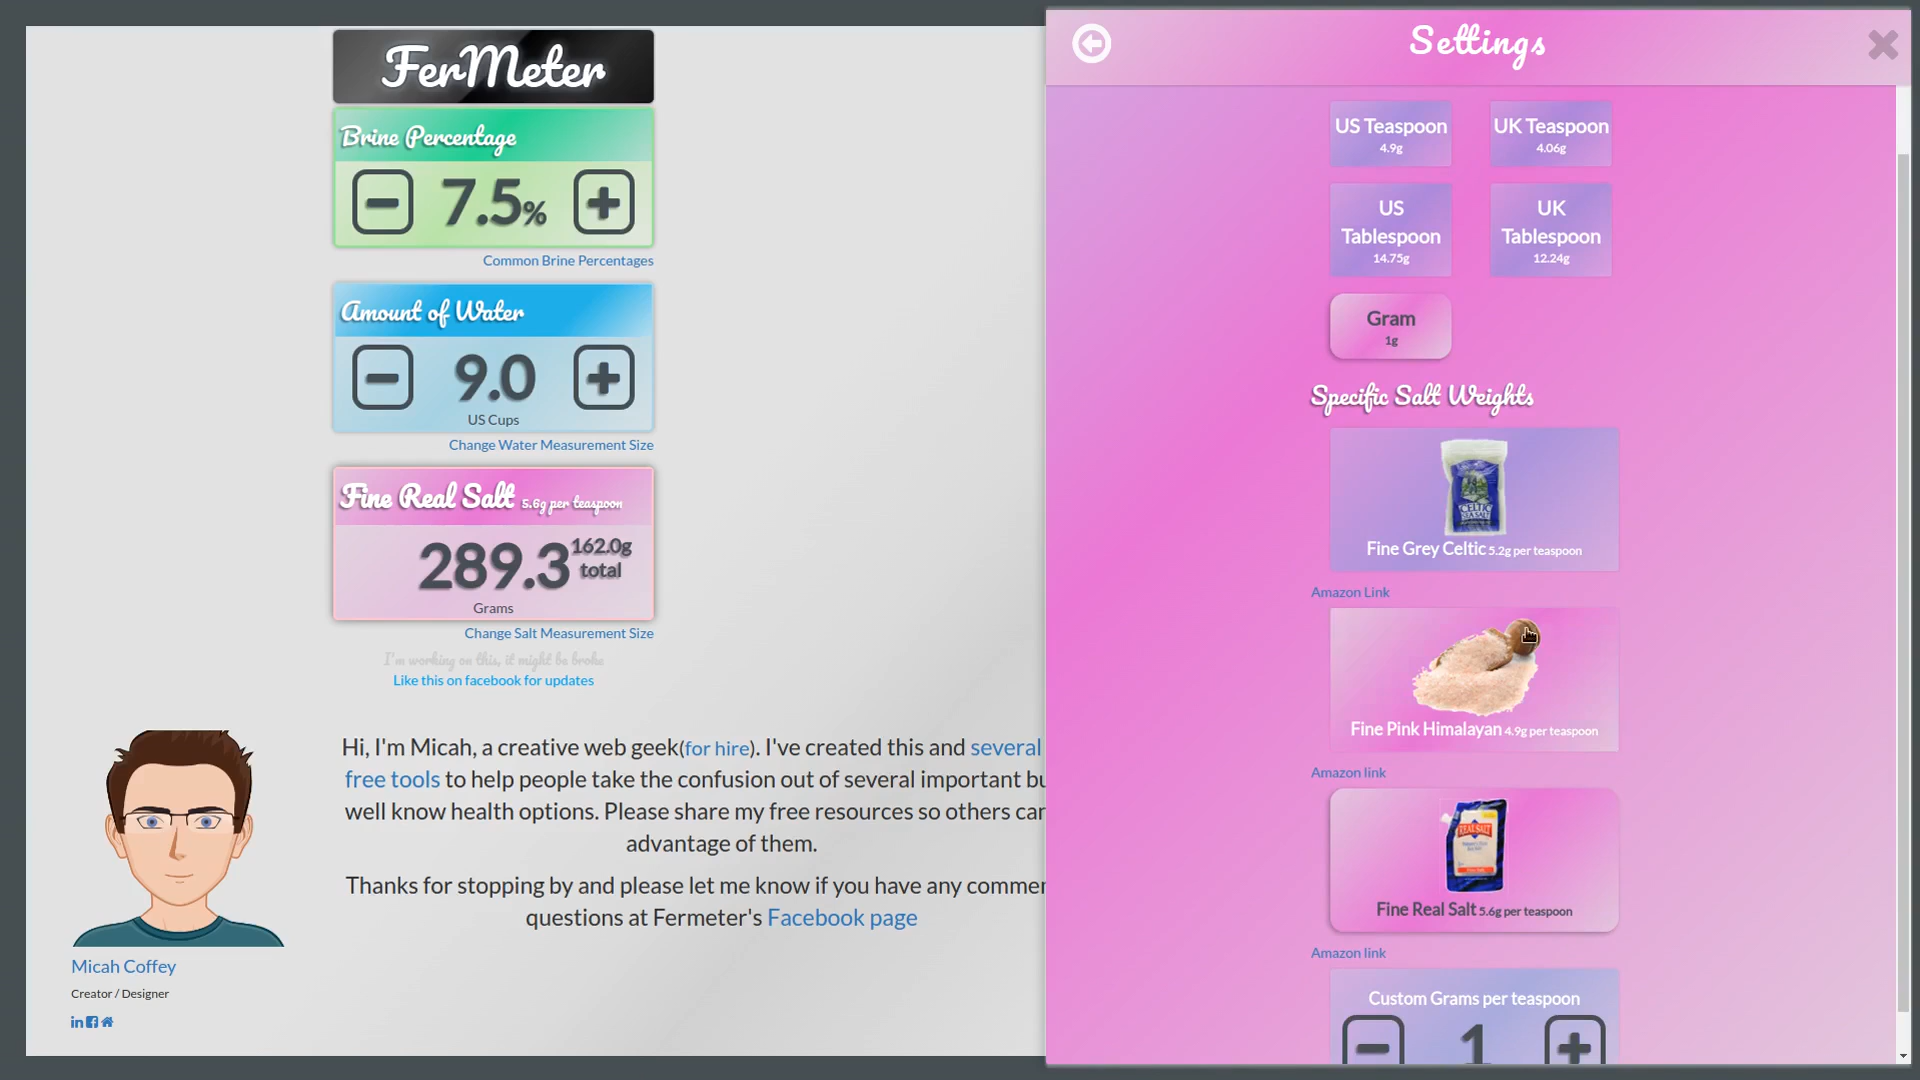 FerMeter
Brine Percentage
7.5%
Common Brine Percentages
Amount of Water
9.0
US Cups
Change Water Measurement Size
Fine Real Salt 5.6g per teaspoon
289.3 162.0g
total
Grams
Change Salt Measurement Size
I'm working on this, it might be broke
Like this on facebook for updates
Hi, I'm Micah, a creative web geek(for hire). I've created this and several
free tools to help people take the confusion out of several important bu
well know health options. Please share my free resources so others can
advantage of them.
Thanks for stopping by and please let me know if you have any commen
questions at Fermeter's Facebook page
Micah Coffey
Creator / Designer
in
Settings
US Teaspoon
4.9g
UK Teaspoon
4.06g
US
Tablespoon
14.75g
UK
Tablespoon
12.24g
Gram
1g
Specific Salt Weights
CELTIC
SEA SALT
Fine Grey Celtic 5.2g per teaspoon
Amazon Link
Fine Pink Himalayan 4.9g per teaspoon
Amazon link
REAL SALT
Fine Real Salt 5.6g per teaspoon
Amazon link
Custom Grams per teaspoon
1